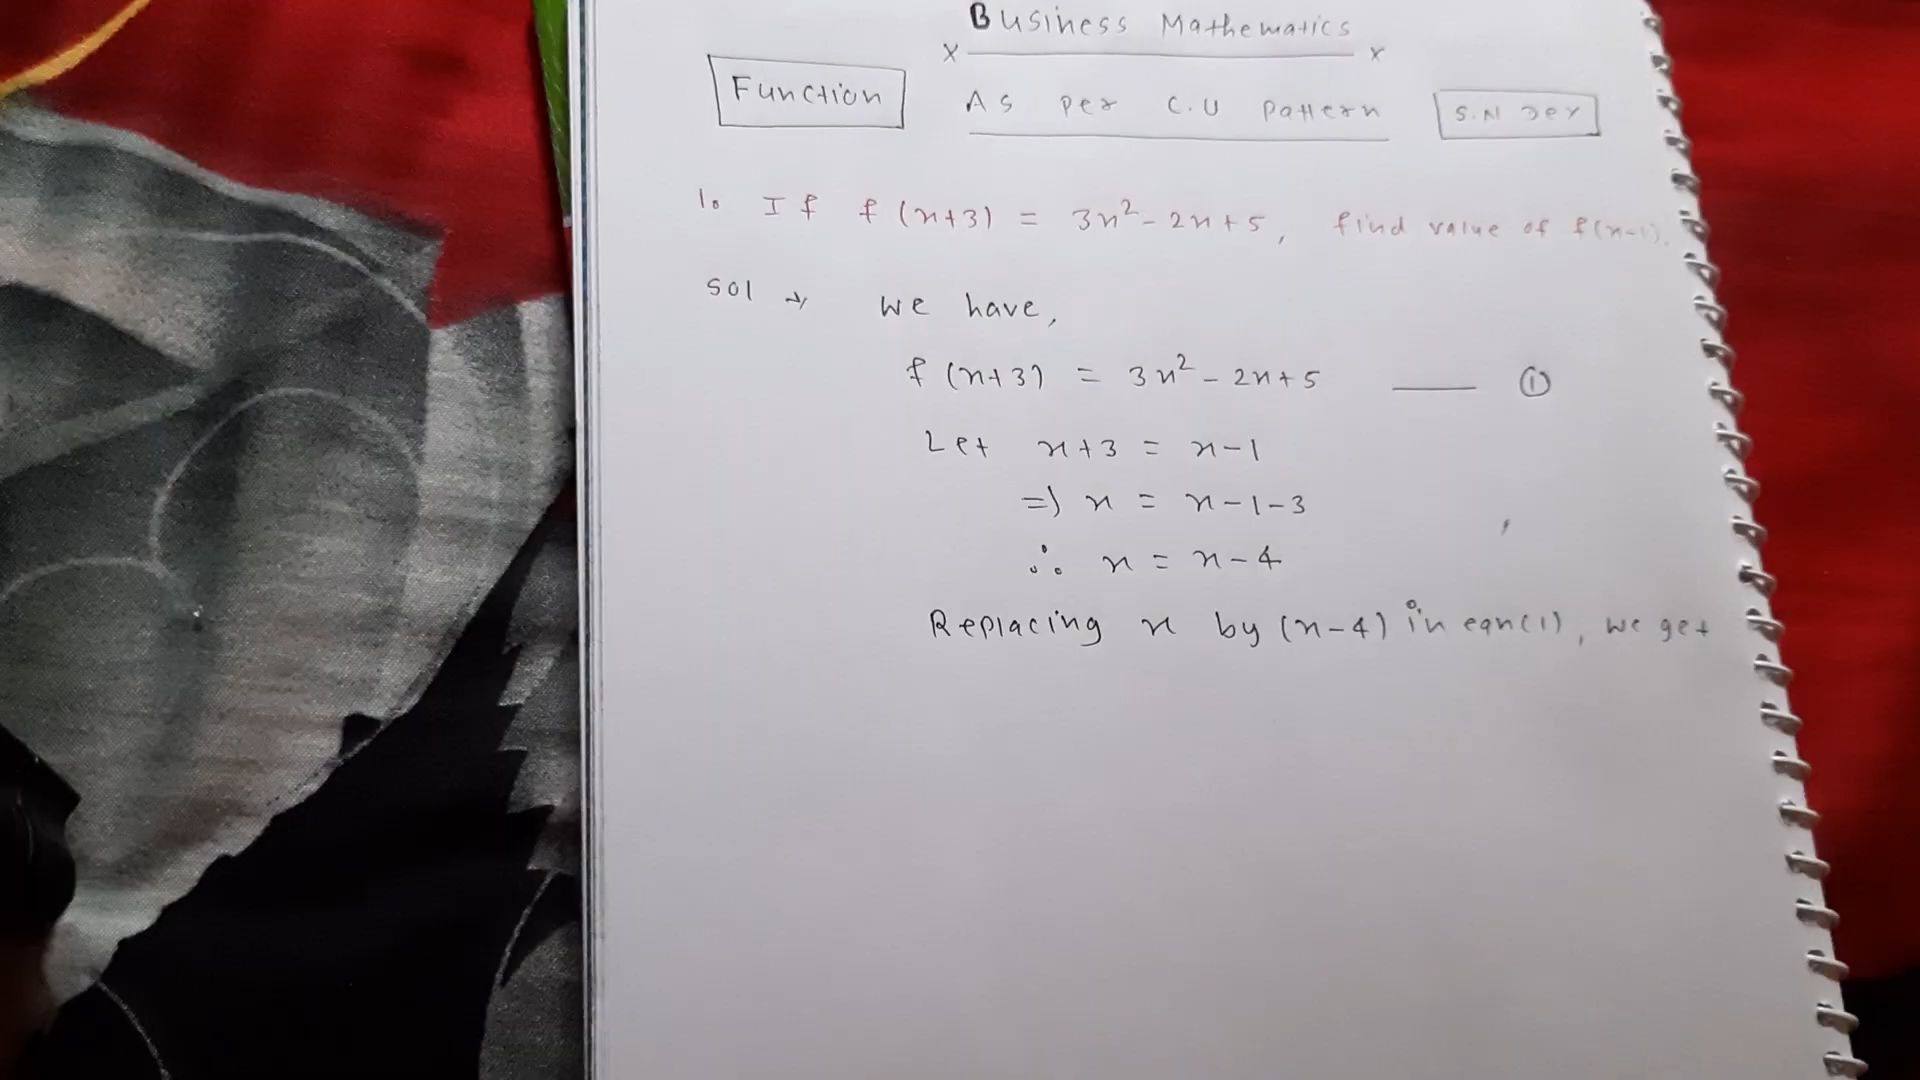 Business Mathematics
x x
Function
As per C.U pattern
S.N Dey
1. If f(x+3) = 3x² - 2x + 5, find value of f(x-1).
Sol → We have,
f(x+3) = 3x² - 2x + 5 —— ①
Let x+3 = x-1
=) x = x-1-3
∴ x = x-4
Replacing x by (x-4) in eqn(1), we get